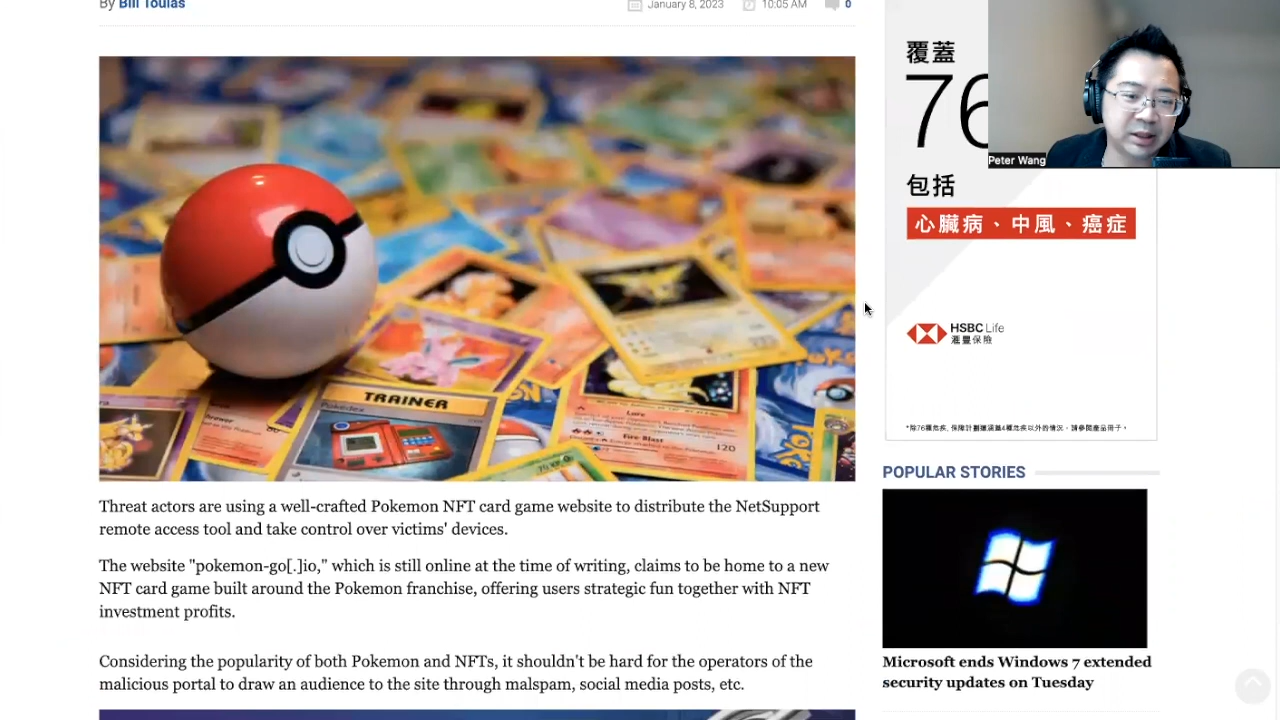 By Bill Toulas
January 8, 2023
10:05 AM
0
覆蓋
76
包括
心臟病、中風、癌症
HSBC Life
滙豐保險
Peter Wang
TRAINER
Pokédex
Lure
Fire Blast
120
Threat actors are using a well-crafted Pokemon NFT card game website to distribute the NetSupport
remote access tool and take control over victims' devices.
The website "pokemon-go[.]io," which is still online at the time of writing, claims to be home to a new
NFT card game built around the Pokemon franchise, offering users strategic fun together with NFT
investment profits.
Considering the popularity of both Pokemon and NFTs, it shouldn't be hard for the operators of the
malicious portal to draw an audience to the site through malspam, social media posts, etc.
POPULAR STORIES
Microsoft ends Windows 7 extended
security updates on Tuesday